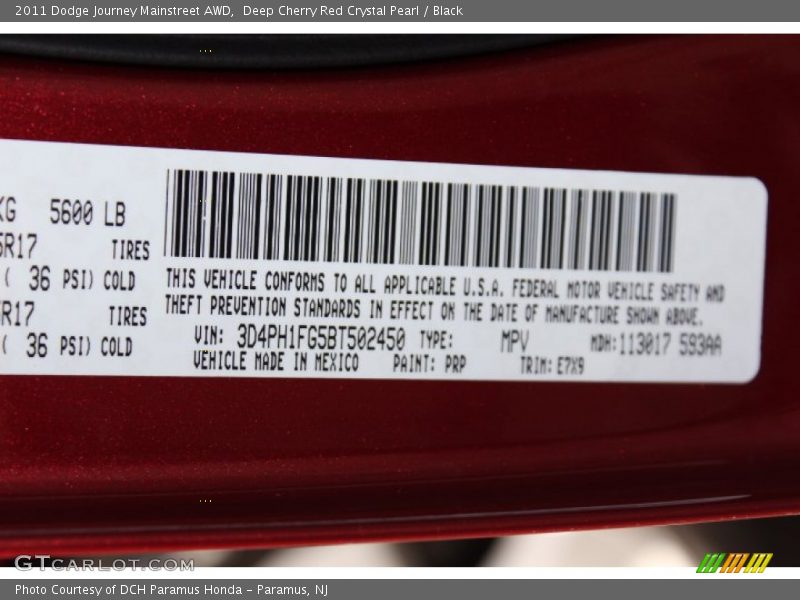 2011 Dodge Journey Mainstreet AWD, Deep Cherry Red Crystal Pearl / Black
KG 5600 LB
5R17 TIRES
( 36 PSI) COLD
R17 TIRES
( 36 PSI) COLD
THIS VEHICLE CONFORMS TO ALL APPLICABLE U.S.A. FEDERAL MOTOR VEHICLE SAFETY AND
THEFT PREVENTION STANDARDS IN EFFECT ON THE DATE OF MANUFACTURE SHOWN ABOVE.
VIN: 3D4PH1FG5BT502450 TYPE: MPV MDH:113017 593AA
VEHICLE MADE IN MEXICO PAINT: PRP TRIM: E7X9
GTCARLOT.COM
Photo Courtesy of DCH Paramus Honda - Paramus, NJ